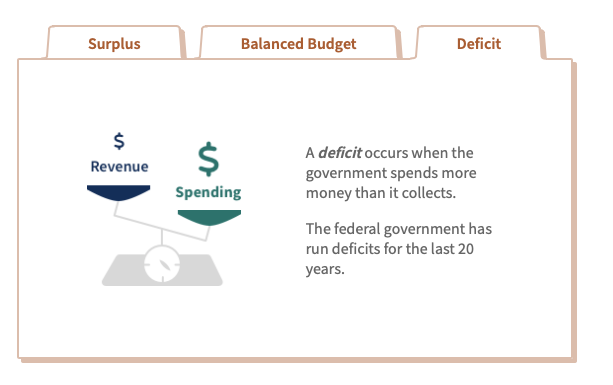 Surplus
Balanced Budget
Deficit
$
Revenue
$
Spending
A deficit occurs when the
government spends more
money than it collects.
The federal government has
run deficits for the last 20
years.